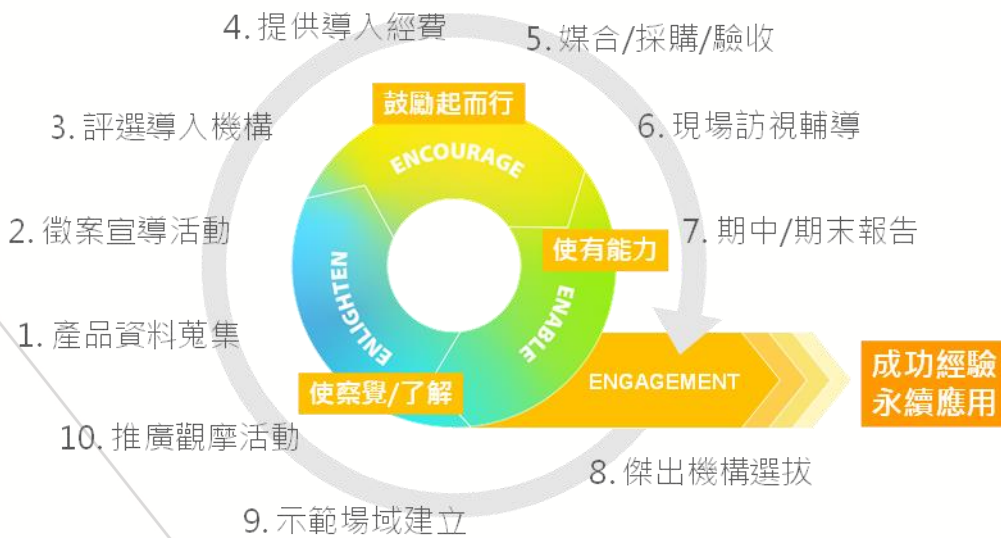 4. 提供導入經費
5. 媒合/採購/驗收
鼓勵起而行
3. 評選導入機構
6. 現場訪視輔導
ENCOURAGE
2. 徵案宣導活動
7. 期中/期末報告
使有能力
ENLIGHTEN
ENABLE
1. 產品資料蒐集
ENGAGEMENT
成功經驗
永續應用
使察覺/了解
10. 推廣觀摩活動
8. 傑出機構選拔
9. 示範場域建立